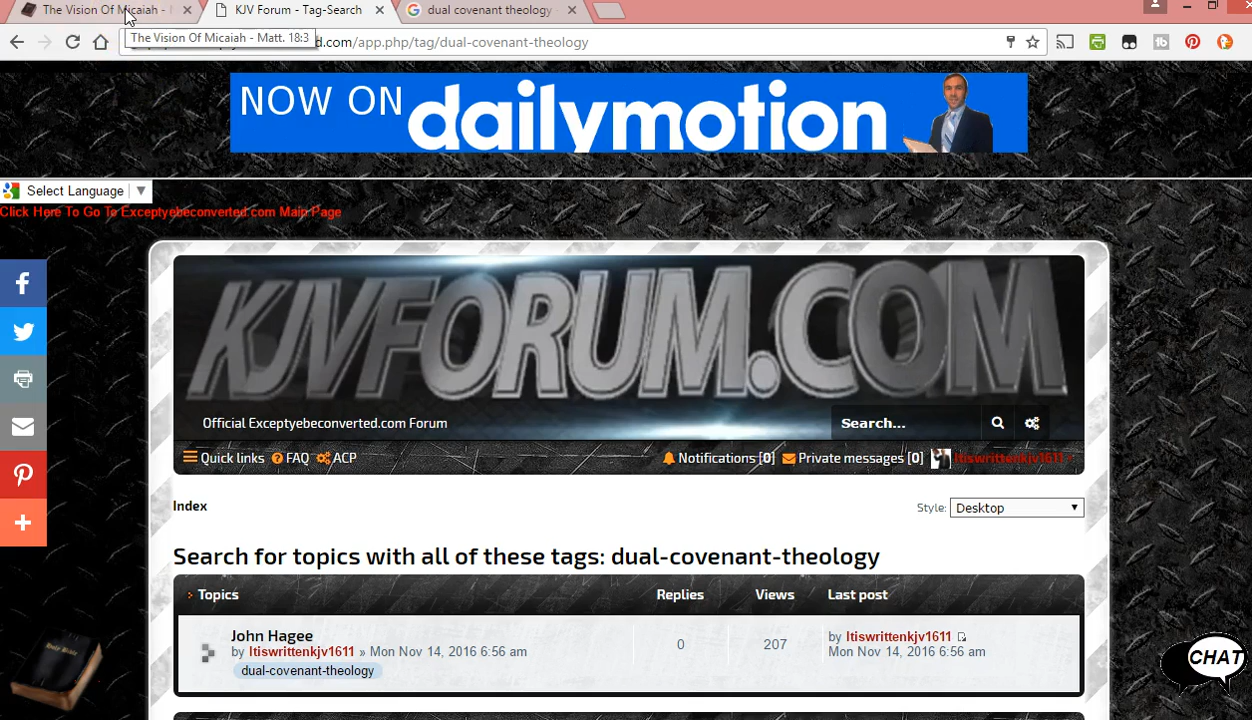 The Vision Of Micaiah -
KJV Forum - Tag-Search
dual covenant theology
The Vision Of Micaiah - Matt. 18:3
d.com/app.php/tag/dual-covenant-theology
NOW ON dailymotion
Select Language
Click Here To Go To Exceptyebeconverted.com Main Page
KJVFORUM.COM
Official Exceptyebeconverted.com Forum
Search...
Quick links FAQ ACP
Notifications [0] Private messages [0] Itiswrittenkjv1611
Index
Style: Desktop
Search for topics with all of these tags: dual-covenant-theology
Topics Replies Views Last post
John Hagee
by Itiswrittenkjv1611 » Mon Nov 14, 2016 6:56 am
dual-covenant-theology
0
207
by Itiswrittenkjv1611
Mon Nov 14, 2016 6:56 am
Holy Bible
CHAT